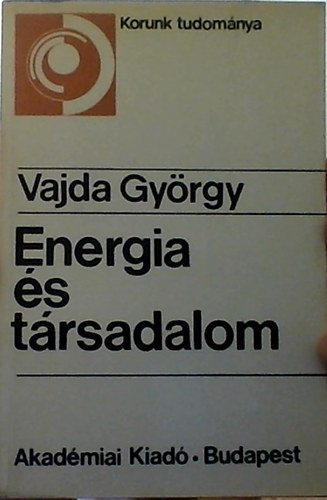 Korunk tudománya
Vajda György
Energia
és
társadalom
Akadémiai Kiadó • Budapest